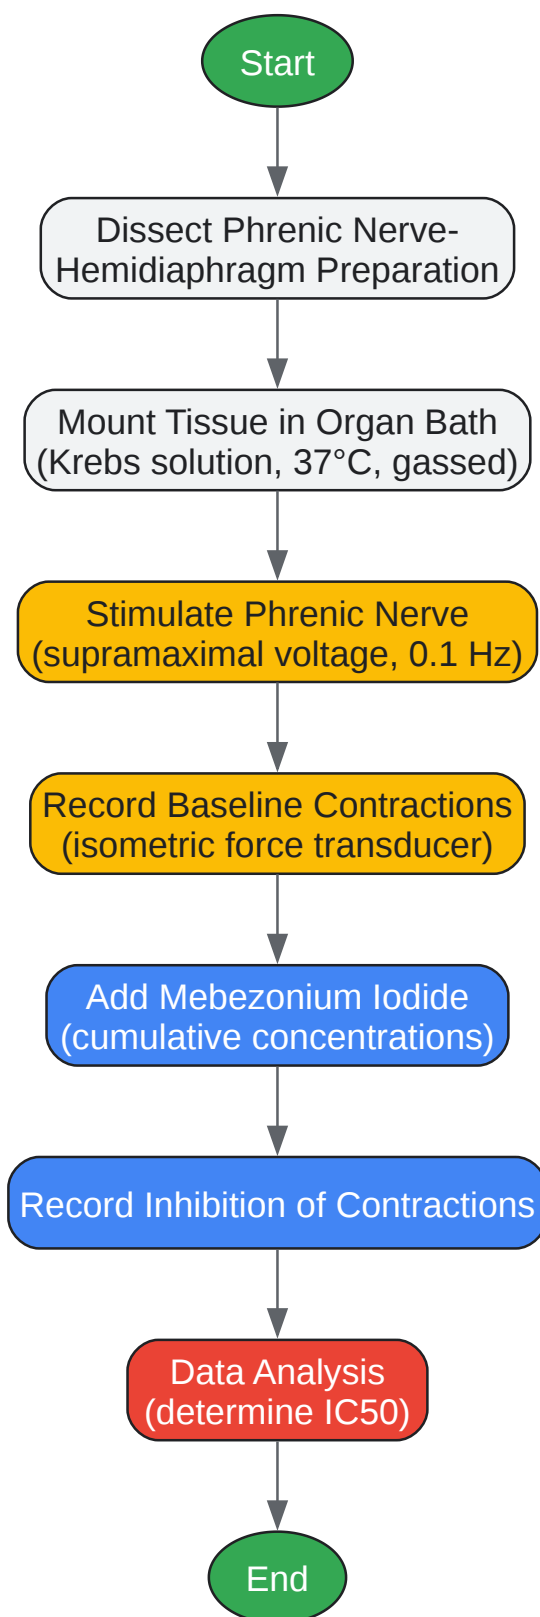 Start
Dissect Phrenic Nerve-
Hemidiaphragm Preparation
Mount Tissue in Organ Bath
(Krebs solution, 37°C, gassed)
Stimulate Phrenic Nerve
(supramaximal voltage, 0.1 Hz)
Record Baseline Contractions
(isometric force transducer)
Add Mebezonium Iodide
(cumulative concentrations)
Record Inhibition of Contractions
Data Analysis
(determine IC50)
End